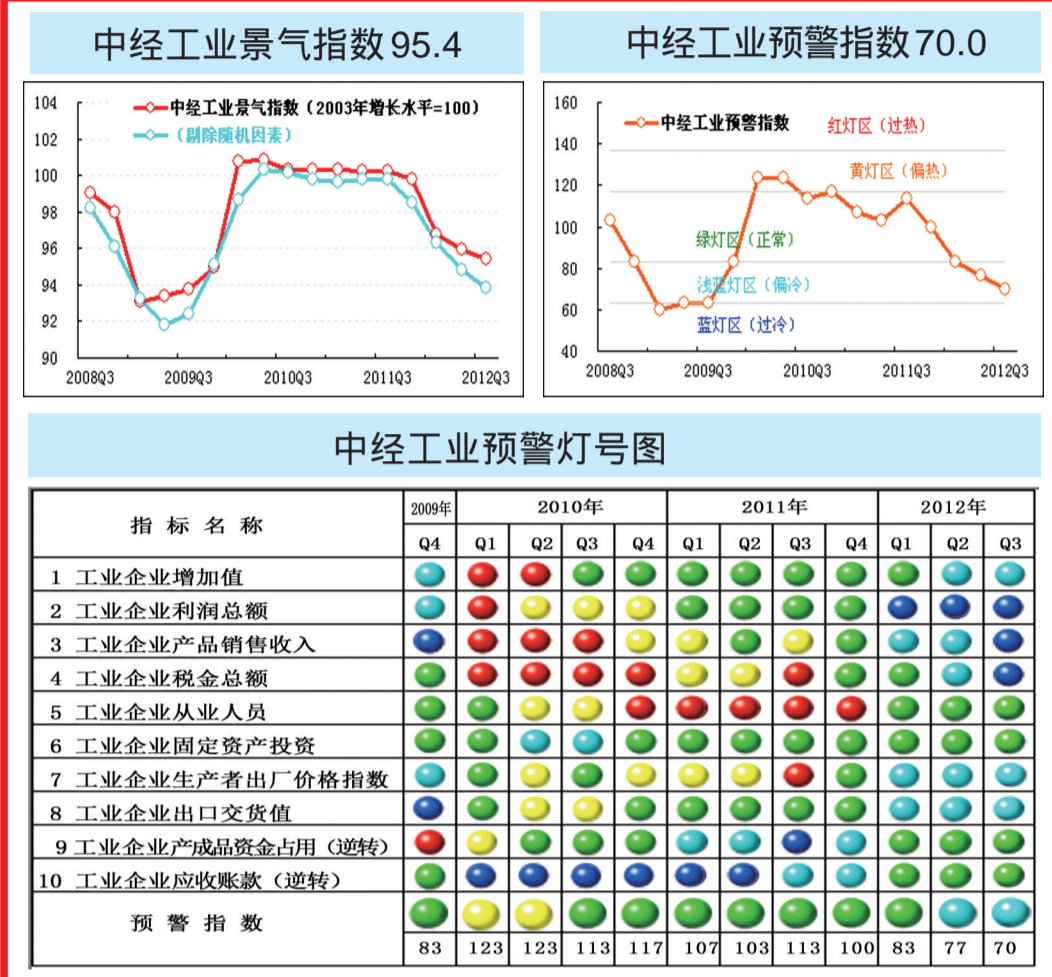 中经工业景气指数95.4
中经工业预警指数70.0
104
102
100
98
96
94
92
90
中经工业景气指数（2003年增长水平=100）
（剔除随机因素）
2008Q3 2009Q3 2010Q3 2011Q3 2012Q3
160
140
120
100
80
60
40
中经工业预警指数
红灯区（过热）
黄灯区（偏热）
绿灯区（正常）
浅蓝灯区（偏冷）
蓝灯区（过冷）
2008Q3 2009Q3 2010Q3 2011Q3 2012Q3
中经工业预警灯号图
指标名称 2009年 2010年 2011年 2012年
Q4 Q1 Q2 Q3 Q4 Q1 Q2 Q3 Q4 Q1 Q2 Q3
1 工业企业增加值
2 工业企业利润总额
3 工业企业产品销售收入
4 工业企业税金总额
5 工业企业从业人员
6 工业企业固定资产投资
7 工业企业生产者出厂价格指数
8 工业企业出口交货值
9 工业企业产成品资金占用（逆转）
10 工业企业应收账款（逆转）
预警指数
83 123 123 113 117 107 103 113 100 83 77 70